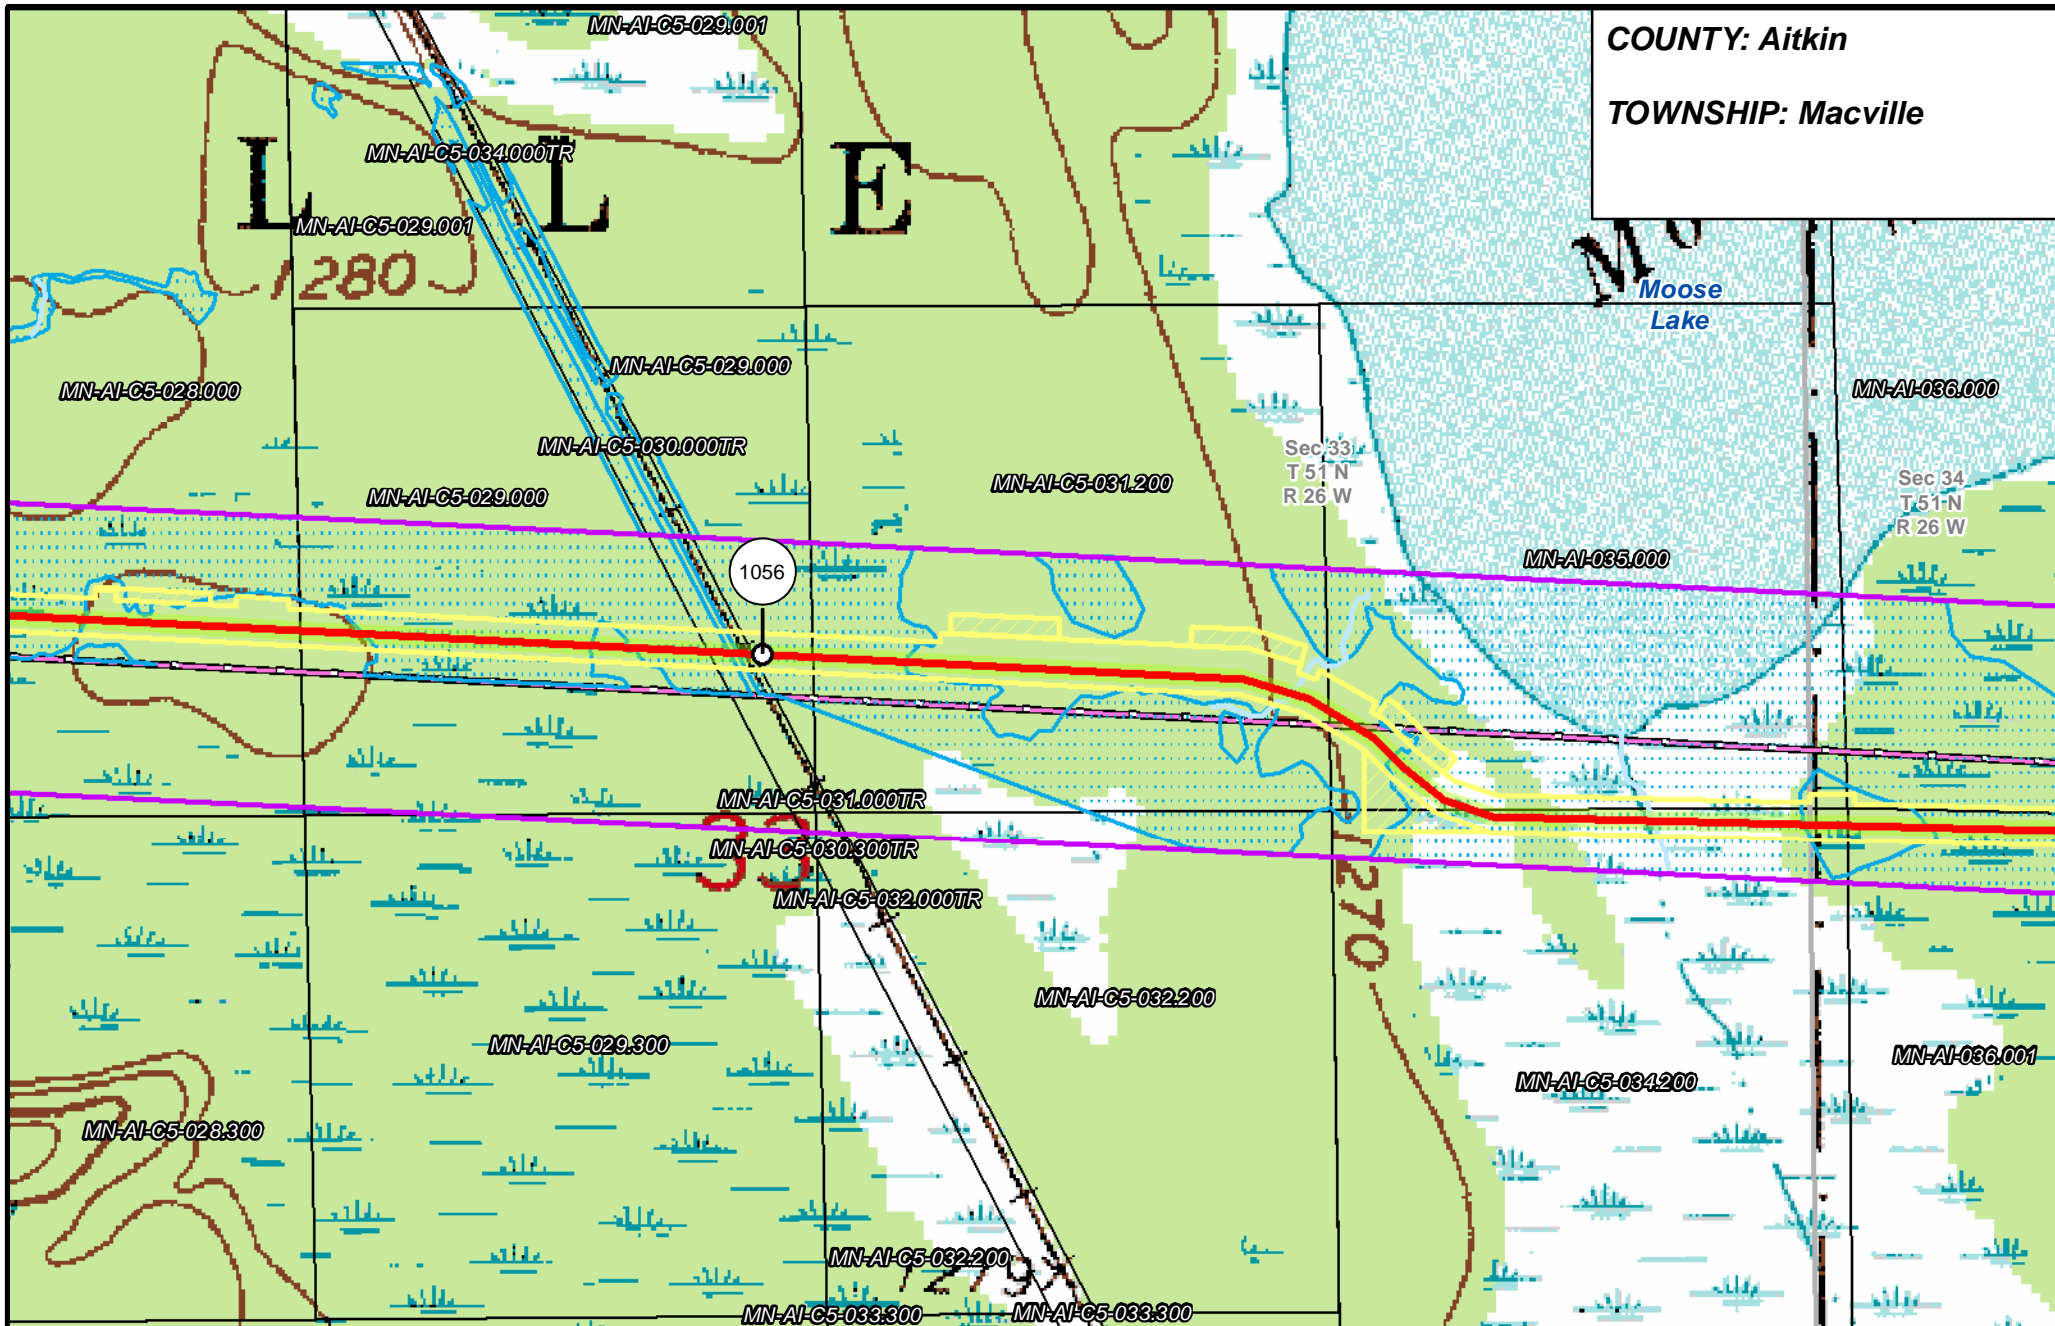 MN-AI-C5-029.001
COUNTY: Aitkin
TOWNSHIP: Macville
MN-AI-C5-034.000TR
L L E
MN-AI-C5-029.001
1280
Moose
Lake
MN-AI-C5-029.000
MN-AI-C5-028.000
MN-AI-036.000
MN-AI-C5-030.000TR
Sec 33
T 51 N
R 26 W
MN-AI-C5-031.200
Sec 34
T 51 N
R 26 W
MN-AI-C5-029.000
MN-AI-035.000
1056
MN-AI-C5-031.000TR
33
MN-AI-C5-030.300TR
MN-AI-C5-032.000TR
1270
MN-AI-C5-032.200
MN-AI-C5-029.300
MN-AI-036.001
MN-AI-C5-034.200
MN-AI-C5-028.300
MN-AI-C5-032.200
MN-AI-C5-033.300
MN-AI-C5-033.300